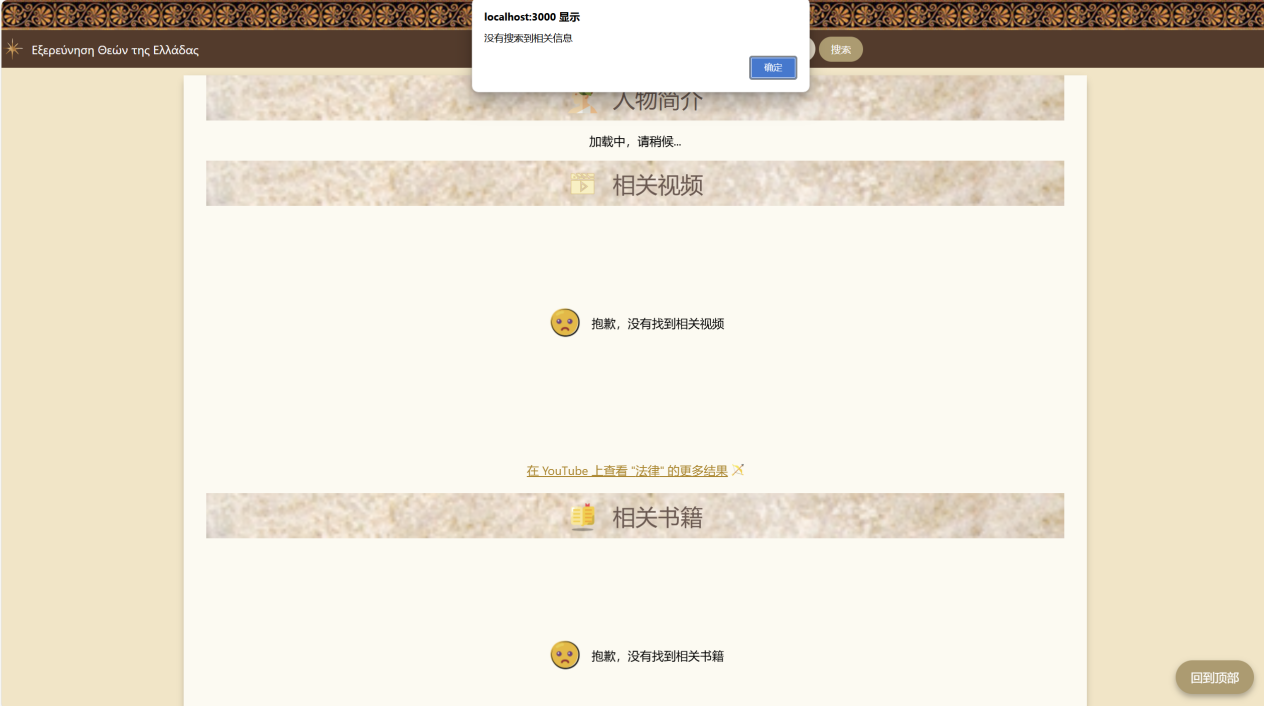 localhost:3000 显示
没有搜索到相关信息
确定
Εξερεύνηση Θεών της Ελλάδας
搜索
人物简介
加载中，请稍候...
相关视频
抱歉，没有找到相关视频
在 YouTube 上查看 "法律" 的更多结果
相关书籍
抱歉，没有找到相关书籍
回到顶部